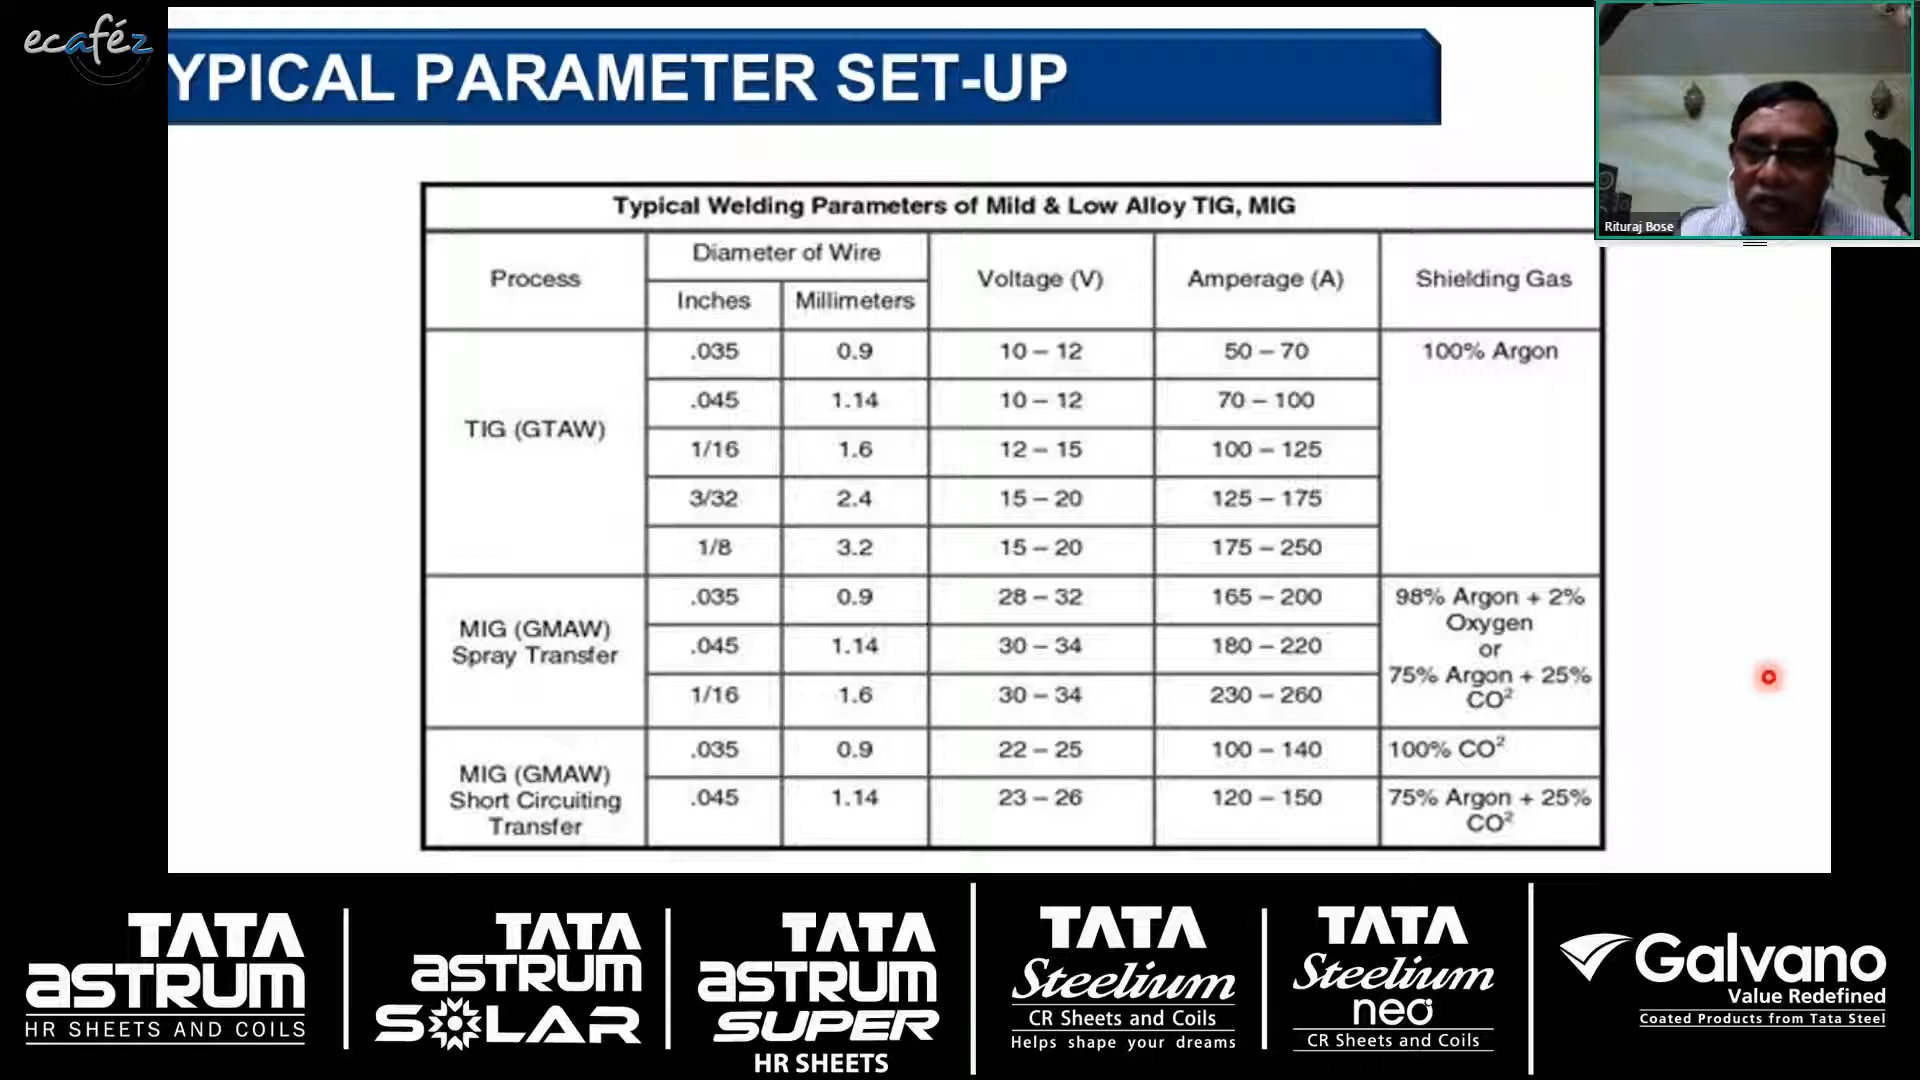 ecaféz
YPICAL PARAMETER SET-UP
Rituraj Bose
Typical Welding Parameters of Mild & Low Alloy TIG, MIG
Process
Diameter of Wire
Inches
Millimeters
Voltage (V)
Amperage (A)
Shielding Gas
TIG (GTAW)
.035 0.9 10 – 12 50 – 70 100% Argon
.045 1.14 10 – 12 70 – 100
1/16 1.6 12 – 15 100 – 125
3/32 2.4 15 – 20 125 – 175
1/8 3.2 15 – 20 175 – 250
MIG (GMAW)
Spray Transfer
.035 0.9 28 – 32 165 – 200
.045 1.14 30 – 34 180 – 220
1/16 1.6 30 – 34 230 – 260
98% Argon + 2%
Oxygen
or
75% Argon + 25%
CO²
MIG (GMAW)
Short Circuiting
Transfer
.035 0.9 22 – 25 100 – 140 100% CO²
.045 1.14 23 – 26 120 – 150 75% Argon + 25%
CO²
TATA
astrum
HR SHEETS AND COILS
TATA
astrum
SOLAR
TATA
astrum
SUPER
HR SHEETS
TATA
Steelium
CR Sheets and Coils
Helps shape your dreams
TATA
Steelium
neo
CR Sheets and Coils
Galvano
Value Redefined
Coated Products from Tata Steel